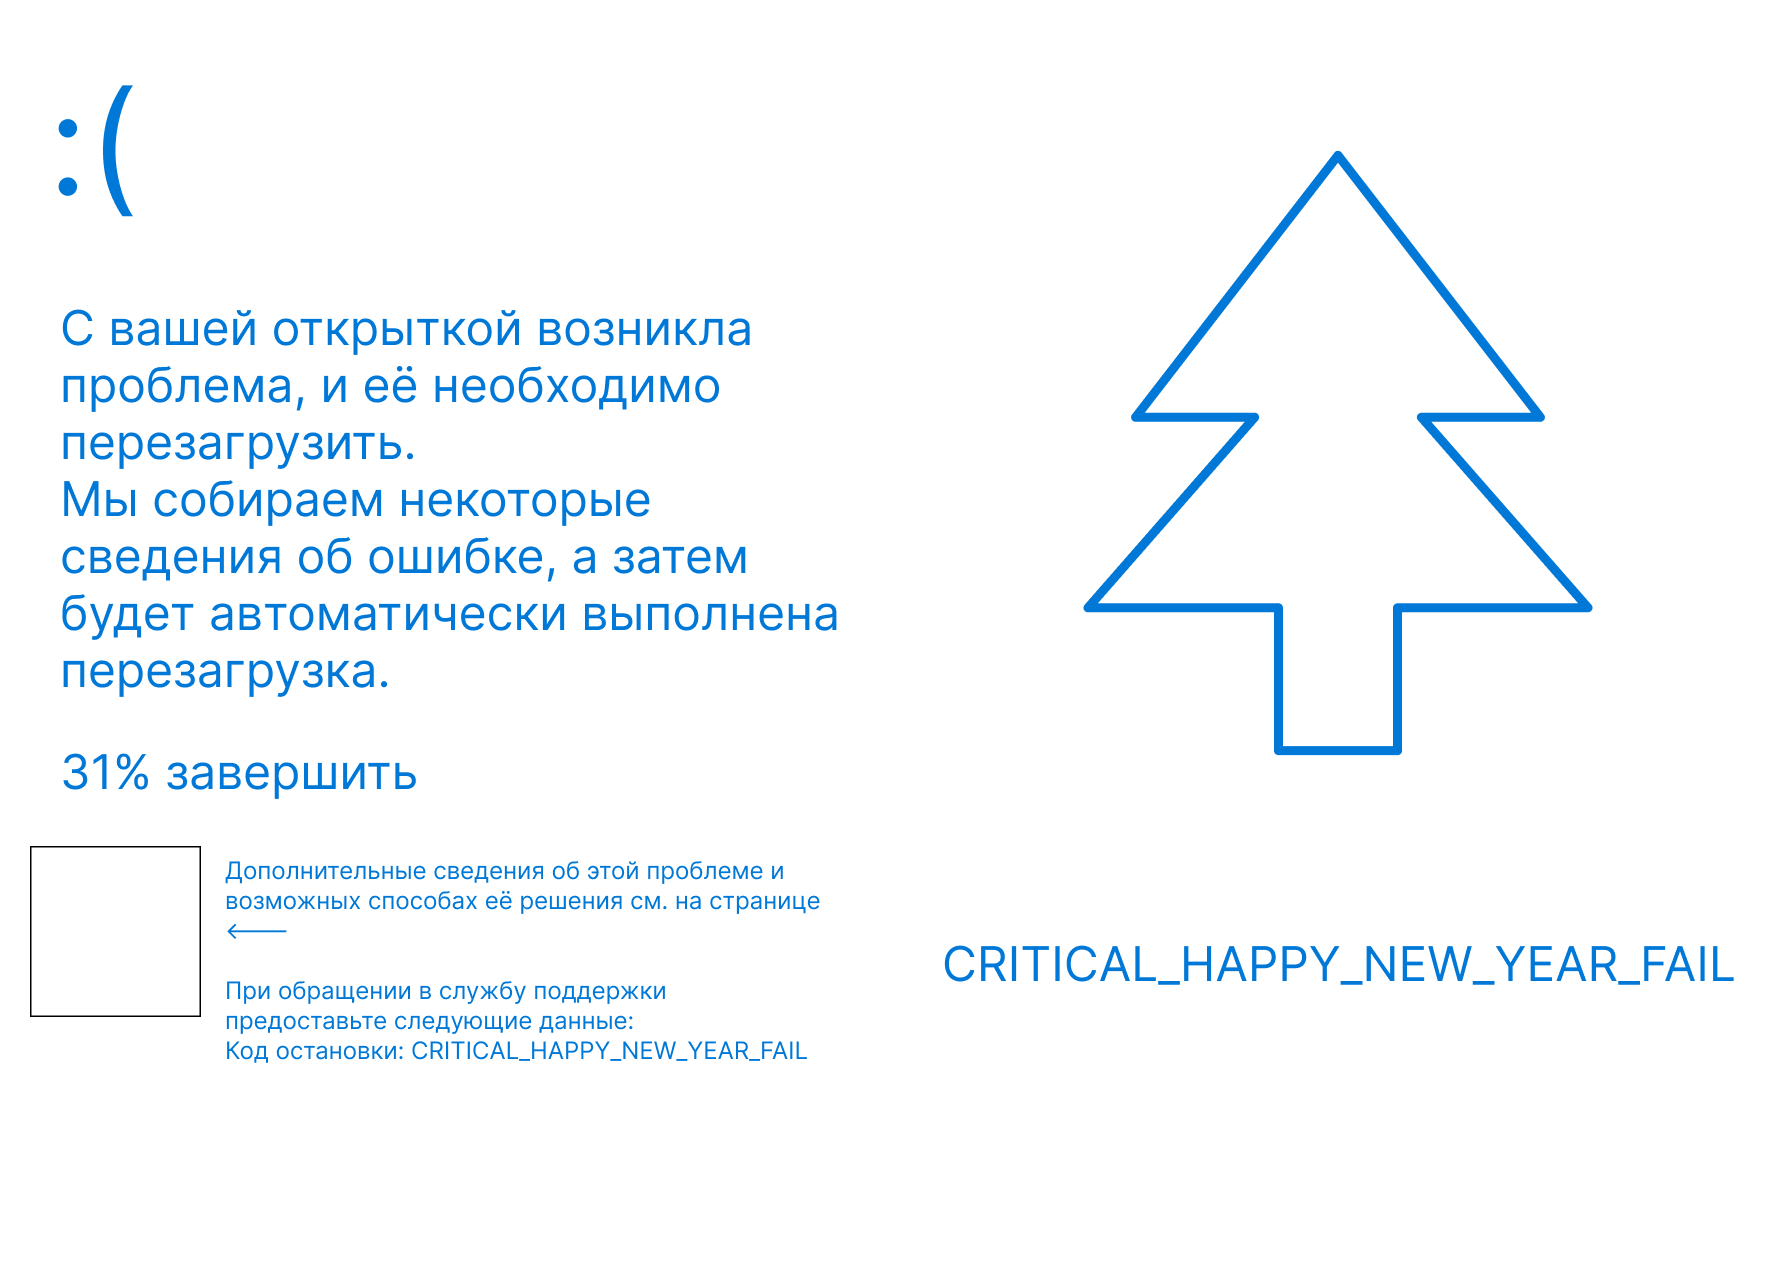 :(
С вашей открыткой возникла
проблема, и её необходимо
перезагрузить.
Мы собираем некоторые
сведения об ошибке, а затем
будет автоматически выполнена
перезагрузка.
31% завершить
Дополнительные сведения об этой проблеме и
возможных способах её решения см. на странице
<——
При обращении в службу поддержки
предоставьте следующие данные:
Код остановки: CRITICAL_HAPPY_NEW_YEAR_FAIL
CRITICAL_HAPPY_NEW_YEAR_FAIL